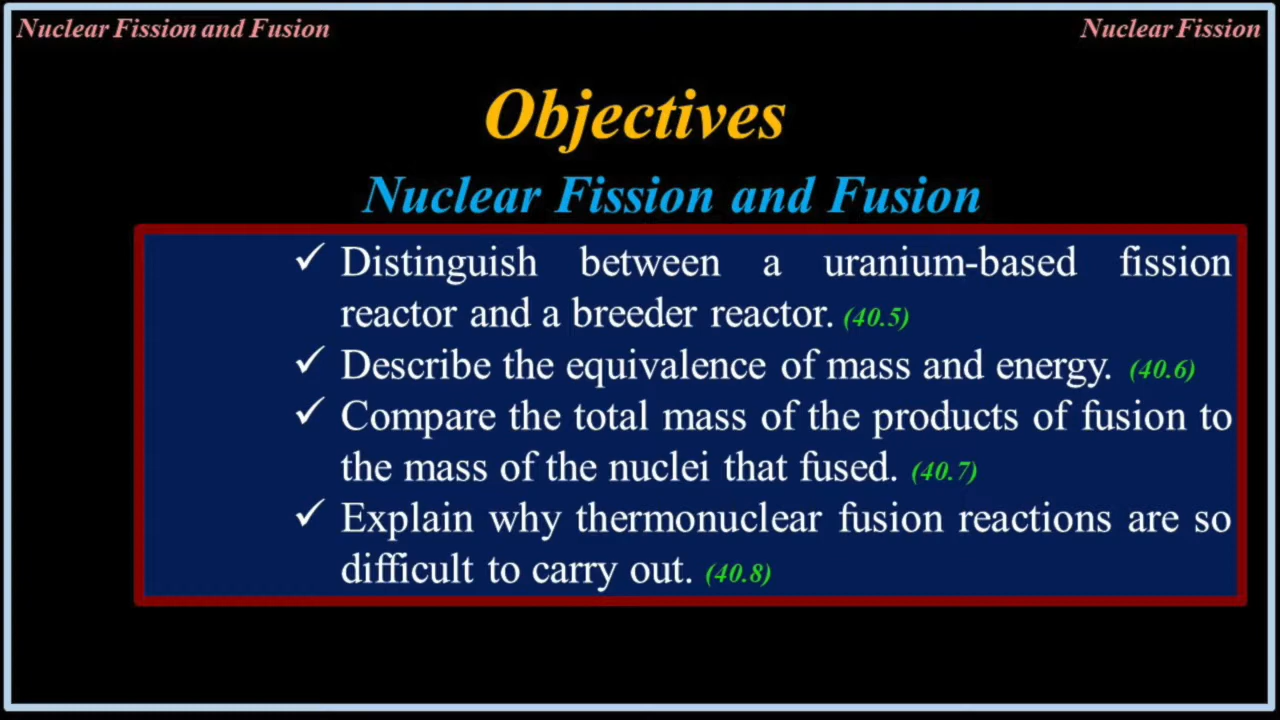 Nuclear Fission and Fusion
Nuclear Fission
Objectives
Nuclear Fission and Fusion
✓ Distinguish between a uranium-based fission
reactor and a breeder reactor. (40.5)
✓ Describe the equivalence of mass and energy. (40.6)
✓ Compare the total mass of the products of fusion to
the mass of the nuclei that fused. (40.7)
✓ Explain why thermonuclear fusion reactions are so
difficult to carry out. (40.8)